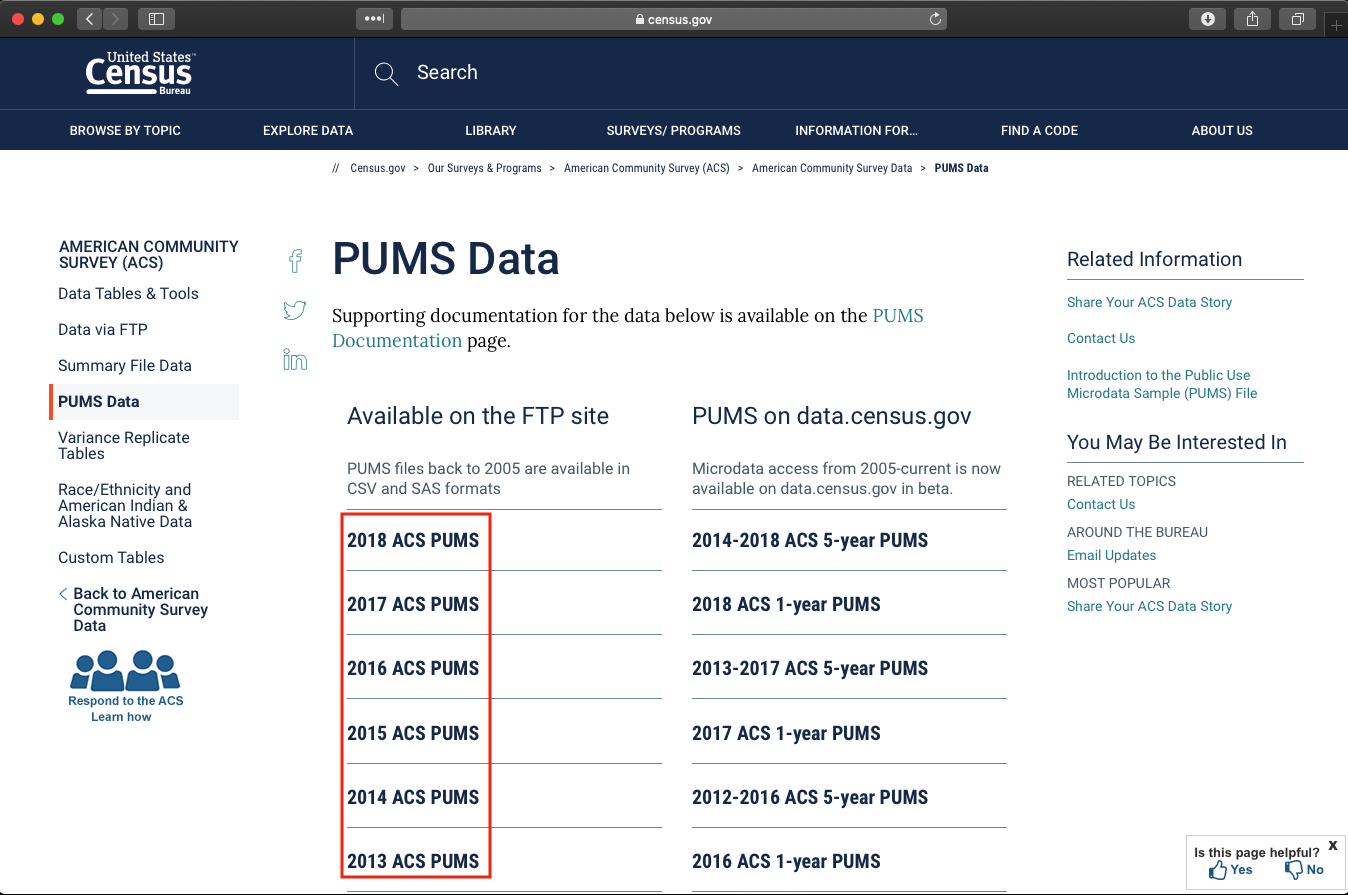 census.gov
United States™
Census
Bureau
Search
BROWSE BY TOPIC
EXPLORE DATA
LIBRARY
SURVEYS/ PROGRAMS
INFORMATION FOR...
FIND A CODE
ABOUT US
// Census.gov > Our Surveys & Programs > American Community Survey (ACS) > American Community Survey Data > PUMS Data
AMERICAN COMMUNITY
SURVEY (ACS)
Data Tables & Tools
Data via FTP
Summary File Data
PUMS Data
Variance Replicate
Tables
Race/Ethnicity and
American Indian &
Alaska Native Data
Custom Tables
< Back to American
Community Survey
Data
Respond to the ACS
Learn how
PUMS Data
Supporting documentation for the data below is available on the PUMS
Documentation page.
Available on the FTP site
PUMS files back to 2005 are available in
CSV and SAS formats
2018 ACS PUMS
2017 ACS PUMS
2016 ACS PUMS
2015 ACS PUMS
2014 ACS PUMS
2013 ACS PUMS
PUMS on data.census.gov
Microdata access from 2005-current is now
available on data.census.gov in beta.
2014-2018 ACS 5-year PUMS
2018 ACS 1-year PUMS
2013-2017 ACS 5-year PUMS
2017 ACS 1-year PUMS
2012-2016 ACS 5-year PUMS
2016 ACS 1-year PUMS
Related Information
Share Your ACS Data Story
Contact Us
Introduction to the Public Use
Microdata Sample (PUMS) File
You May Be Interested In
RELATED TOPICS
Contact Us
AROUND THE BUREAU
Email Updates
MOST POPULAR
Share Your ACS Data Story
Is this page helpful? X
Yes No